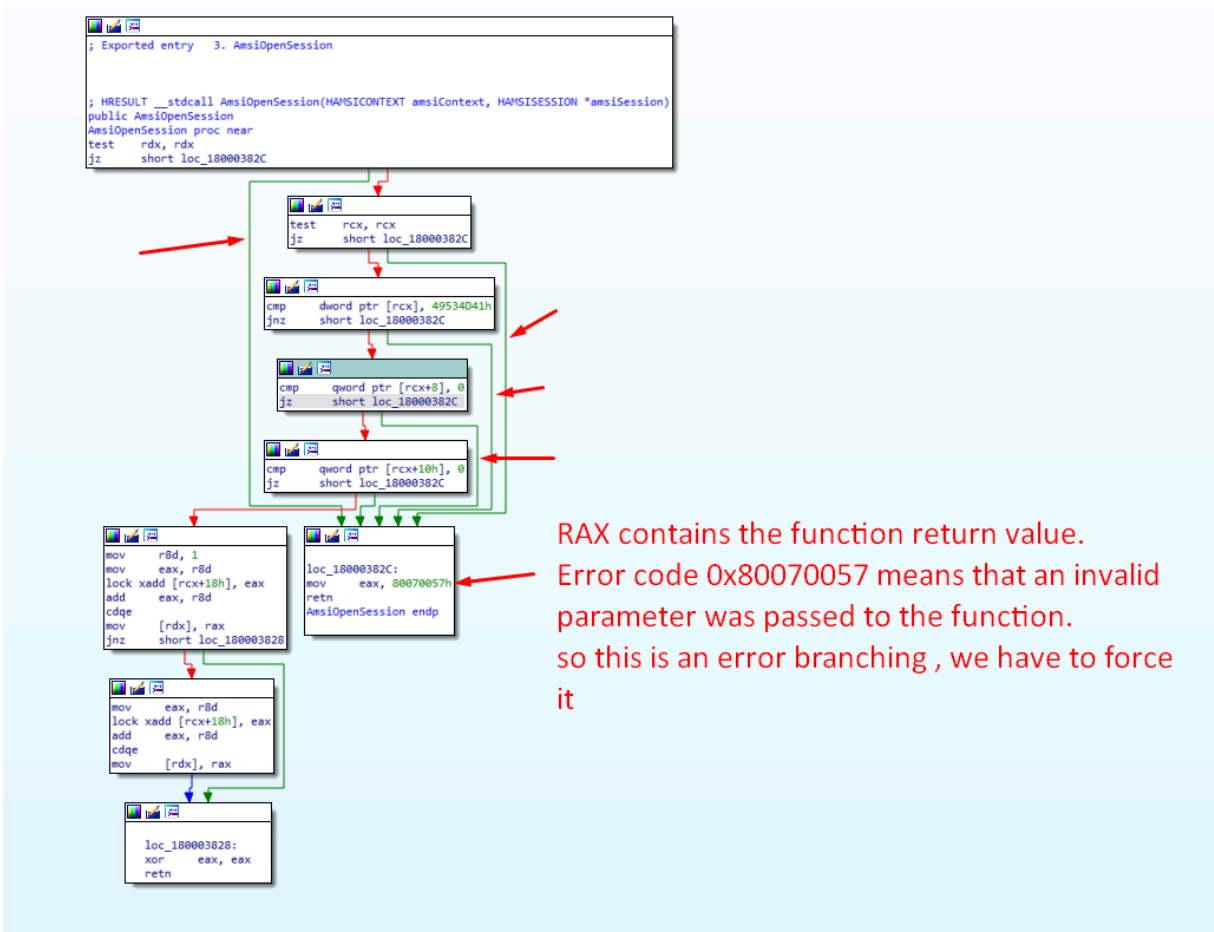 ; Exported entry   3. AmsiOpenSession
; HRESULT __stdcall AmsiOpenSession(HAMSICONTEXT amsiContext, HAMSISESSION *amsiSession)
public AmsiOpenSession
AmsiOpenSession proc near
test    rdx, rdx
jz      short loc_18000382C
test    rcx, rcx
jz      short loc_18000382C
cmp     dword ptr [rcx], 49534D41h
jnz     short loc_18000382C
cmp     qword ptr [rcx+8], 0
jz      short loc_18000382C
cmp     qword ptr [rcx+10h], 0
jz      short loc_18000382C
mov     r8d, 1
mov     eax, r8d
lock xadd [rcx+18h], eax
add     eax, r8d
cdqe
mov     [rdx], rax
jnz     short loc_180003828
loc_18000382C:
mov     eax, 80070057h
retn
AmsiOpenSession endp
RAX contains the function return value.
Error code 0x80070057 means that an invalid
parameter was passed to the function.
so this is an error branching , we have to force
it
mov     eax, r8d
lock xadd [rcx+18h], eax
add     eax, r8d
cdqe
mov     [rdx], rax
loc_180003828:
xor     eax, eax
retn